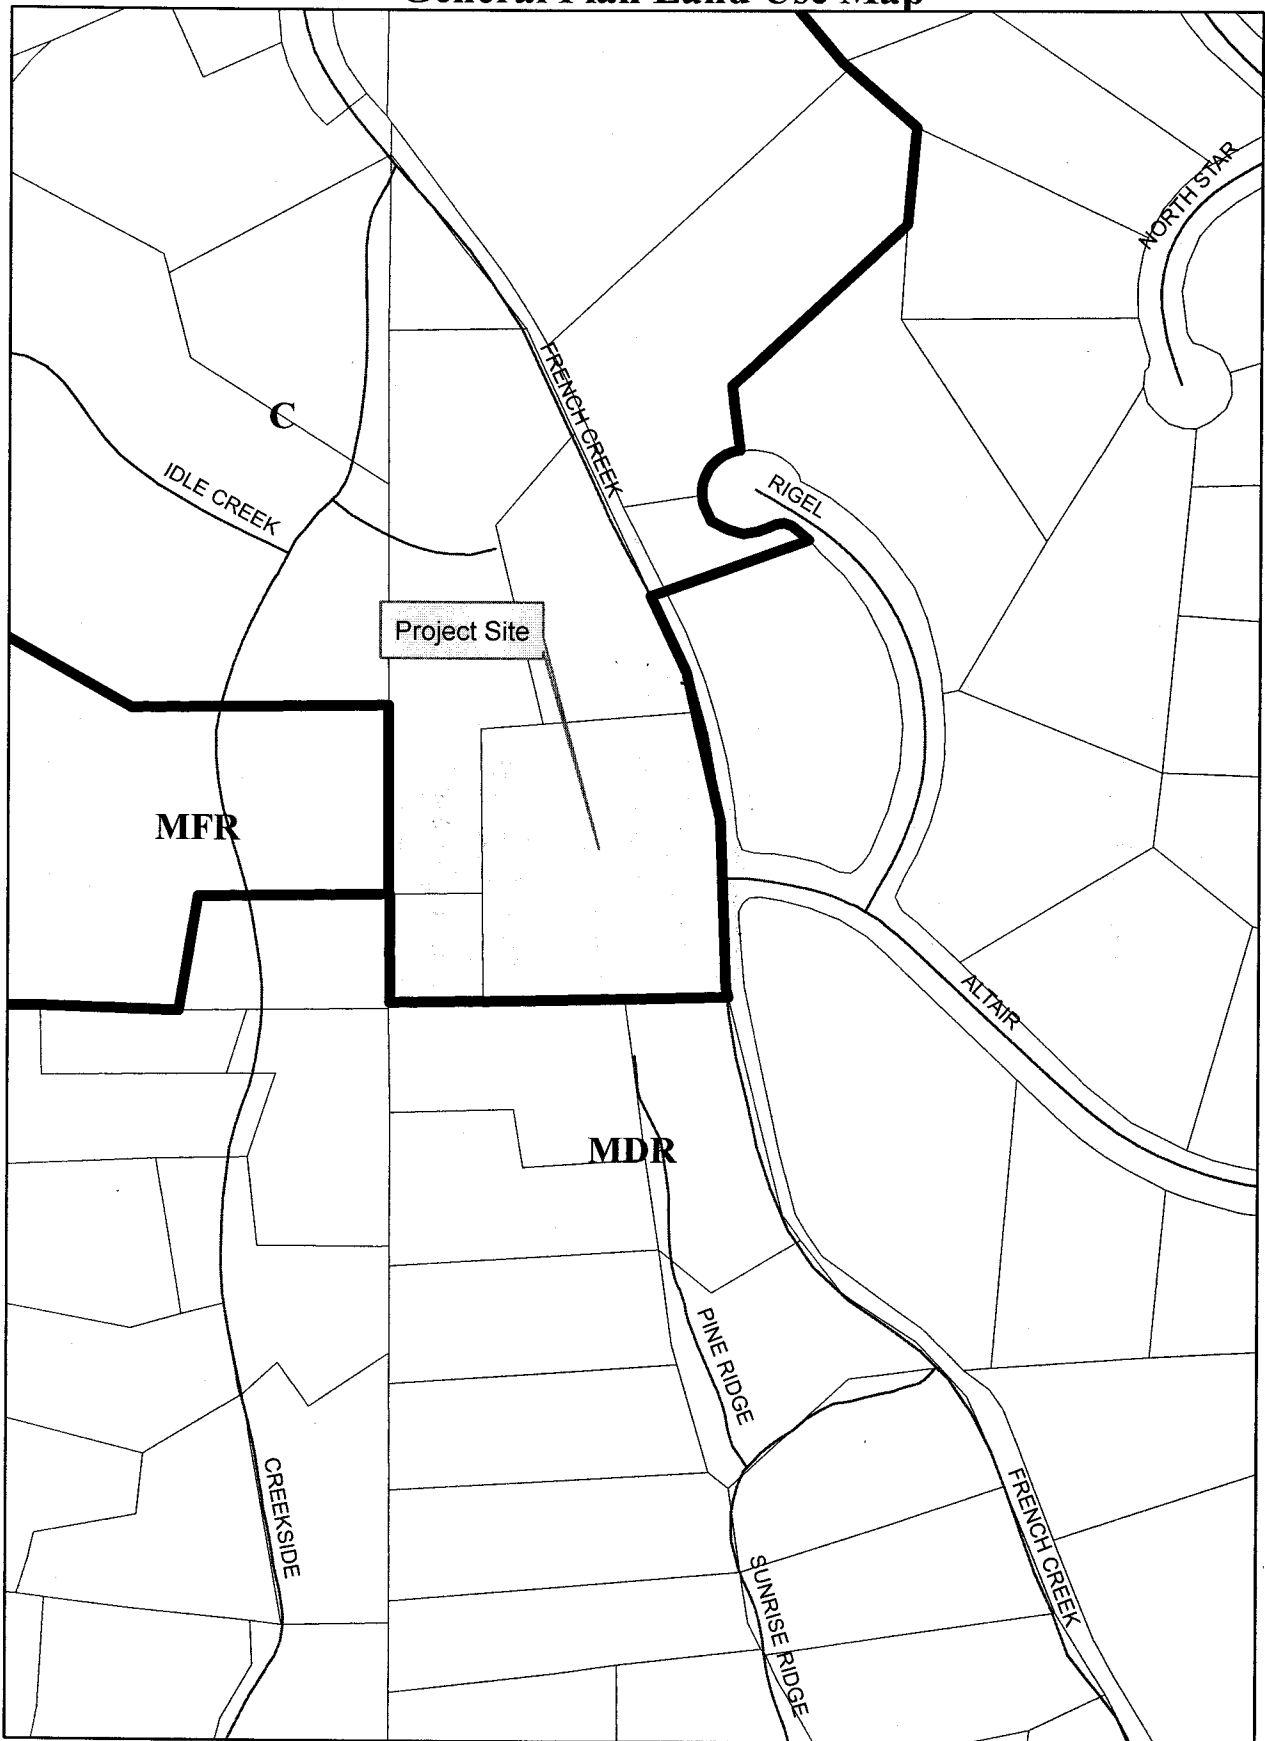 General Plan Land Use Map
NORTH STAR
FRENCH CREEK
C
IDLE CREEK
RIGEL
Project Site
MFR
ALTAIR
MDR
PINE RIDGE
CREEKSIDE
FRENCH CREEK
SUNRISE RIDGE